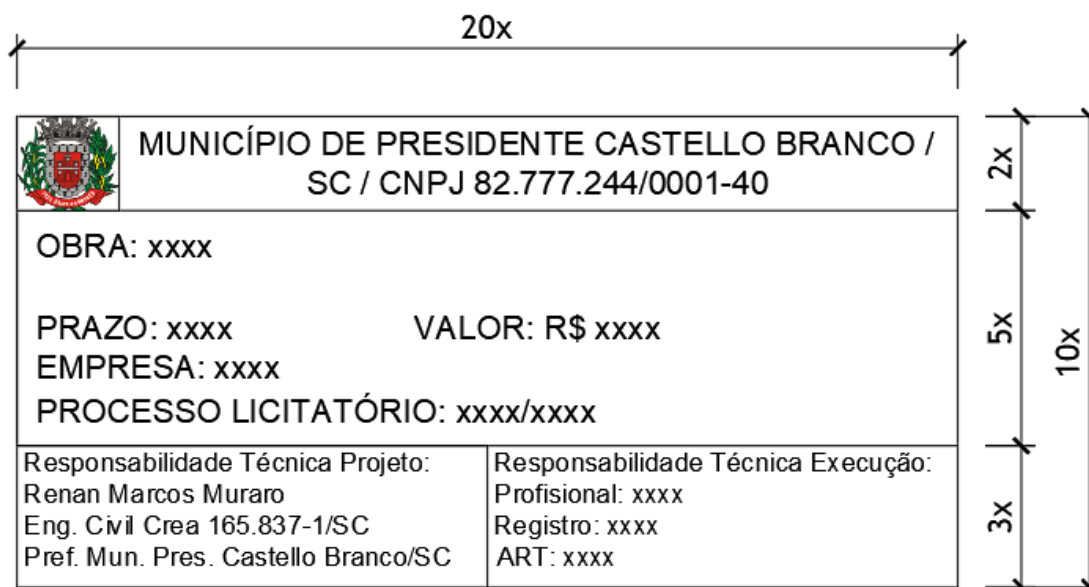 20x
MUNICÍPIO DE PRESIDENTE CASTELLO BRANCO /
SC / CNPJ 82.777.244/0001-40
2x
OBRA: xxxx
PRAZO: xxxx VALOR: R$ xxxx
EMPRESA: xxxx
PROCESSO LICITATÓRIO: xxxx/xxxx
5x
10x
Responsabilidade Técnica Projeto:
Renan Marcos Muraro
Eng. Civil Crea 165.837-1/SC
Pref. Mun. Pres. Castello Branco/SC
Responsabilidade Técnica Execução:
Profisional: xxxx
Registro: xxxx
ART: xxxx
3x